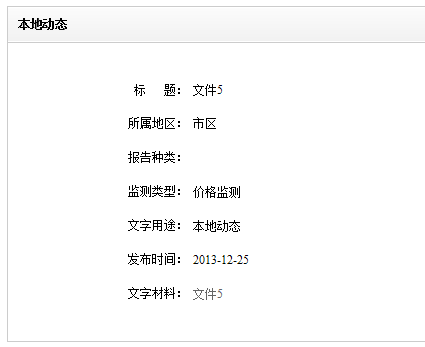 本地动态
标　题： 文件5
所属地区： 市区
报告种类：
监测类型： 价格监测
文字用途： 本地动态
发布时间： 2013-12-25
文字材料： 文件5